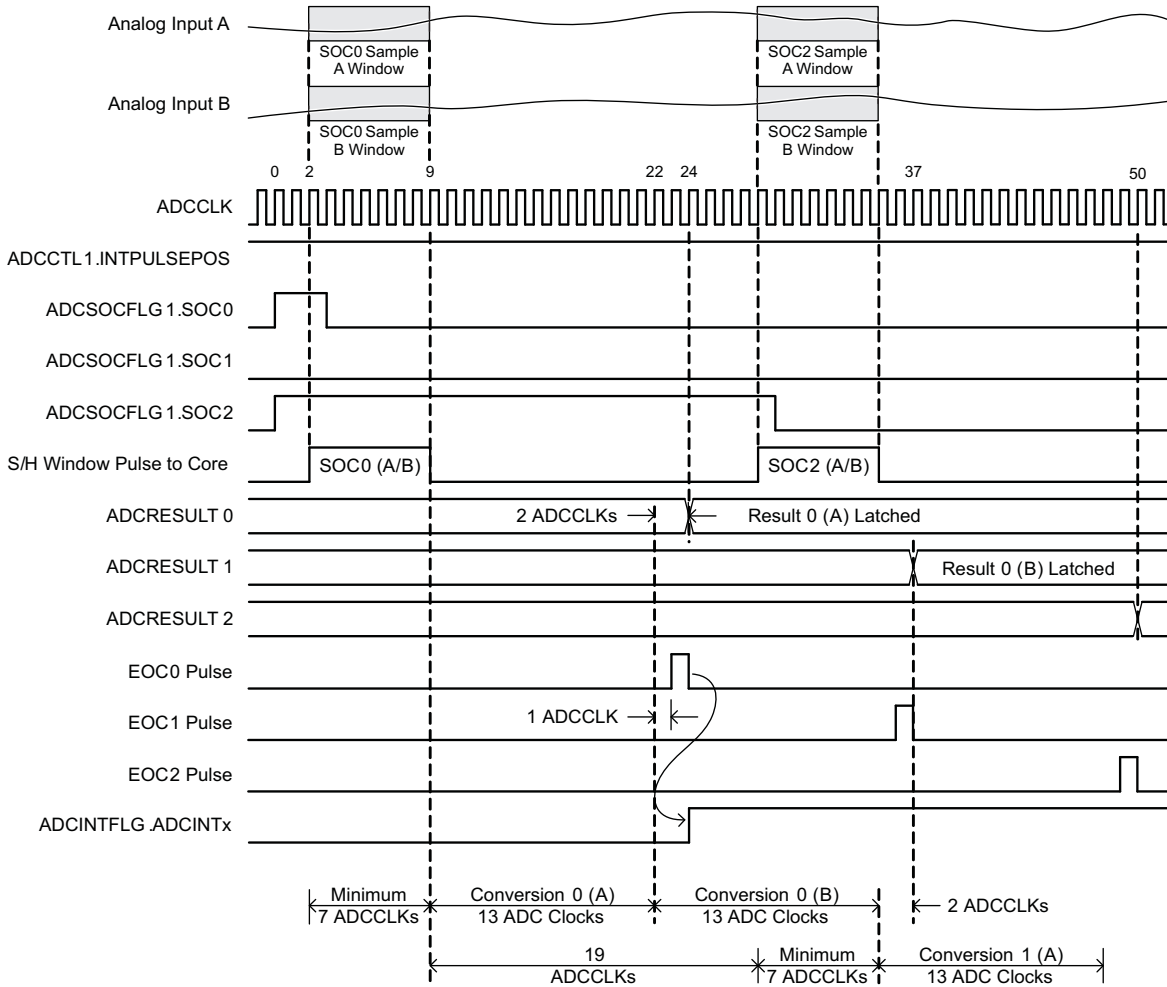 Analog Input A
SOC0 Sample
A Window
SOC2 Sample
A Window
Analog Input B
SOC0 Sample
B Window
SOC2 Sample
B Window
0 2 9 22 24 37 50
ADCCLK
ADCCTL1.INTPULSEPOS
ADCSOCFLG1.SOC0
ADCSOCFLG1.SOC1
ADCSOCFLG1.SOC2
S/H Window Pulse to Core
SOC0 (A/B)
SOC2 (A/B)
ADCRESULT 0
2 ADCCLKs
Result 0 (A) Latched
ADCRESULT 1
Result 0 (B) Latched
ADCRESULT 2
EOC0 Pulse
EOC1 Pulse
1 ADCCLK
EOC2 Pulse
ADCINTFLG.ADCINTx
Minimum
7 ADCCLKs
Conversion 0 (A)
13 ADC Clocks
Conversion 0 (B)
13 ADC Clocks
2 ADCCLKs
19
ADCCLKs
Minimum
7 ADCCLKs
Conversion 1 (A)
13 ADC Clocks